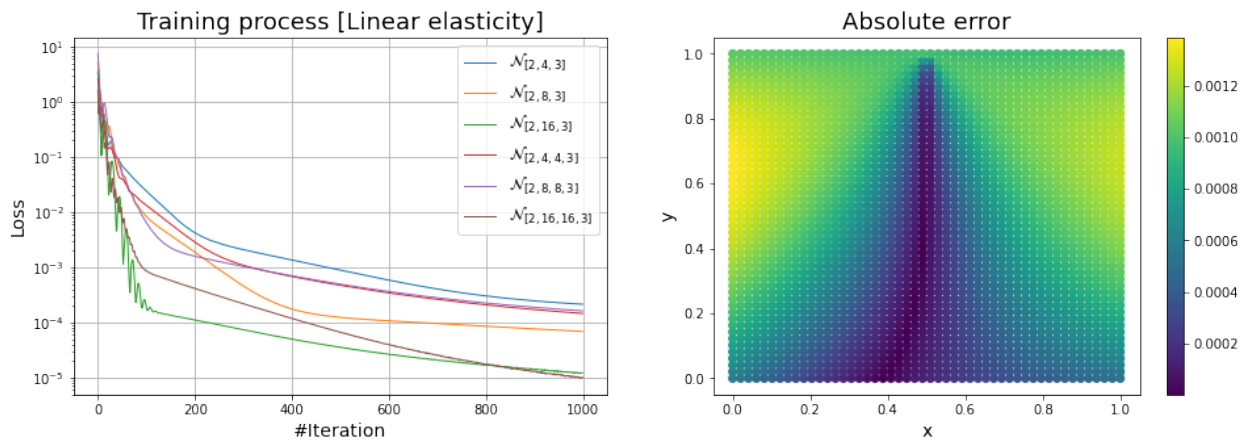 Training process [Linear elasticity]
10¹
10⁰
10⁻¹
10⁻²
10⁻³
10⁻⁴
10⁻⁵
Loss
0
200
400
600
800
1000
#Iteration
𝒩[2,4,3]
𝒩[2,8,3]
𝒩[2,16,3]
𝒩[2,4,4,3]
𝒩[2,8,8,3]
𝒩[2,16,16,3]
Absolute error
1.0
0.8
0.6
0.4
0.2
0.0
y
0.0
0.2
0.4
0.6
0.8
1.0
x
0.0012
0.0010
0.0008
0.0006
0.0004
0.0002